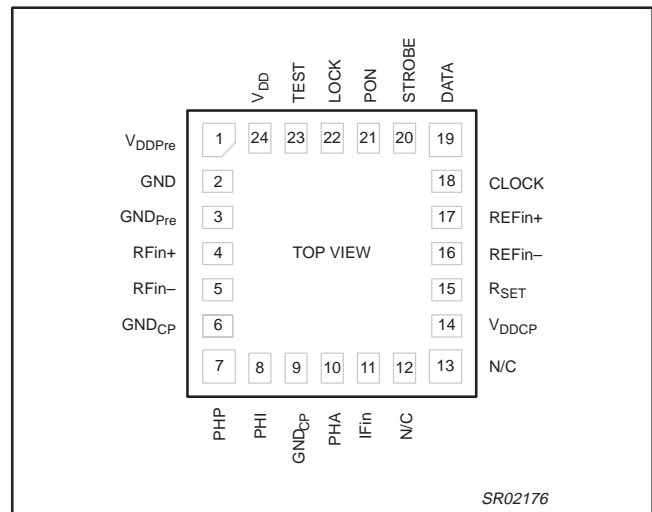 VDD
TEST
LOCK
PON
STROBE
DATA
VDDPre 1 24 23 22 21 20 19
GND 2 18 CLOCK
GNDPre 3 17 REFin+
RFin+ 4 TOP VIEW 16 REFin–
RFin– 5 15 RSET
GNDCP 6 14 VDDCP
7 8 9 10 11 12 13 N/C
PHP
PHI
GNDCP
PHA
IFin
N/C
SR02176